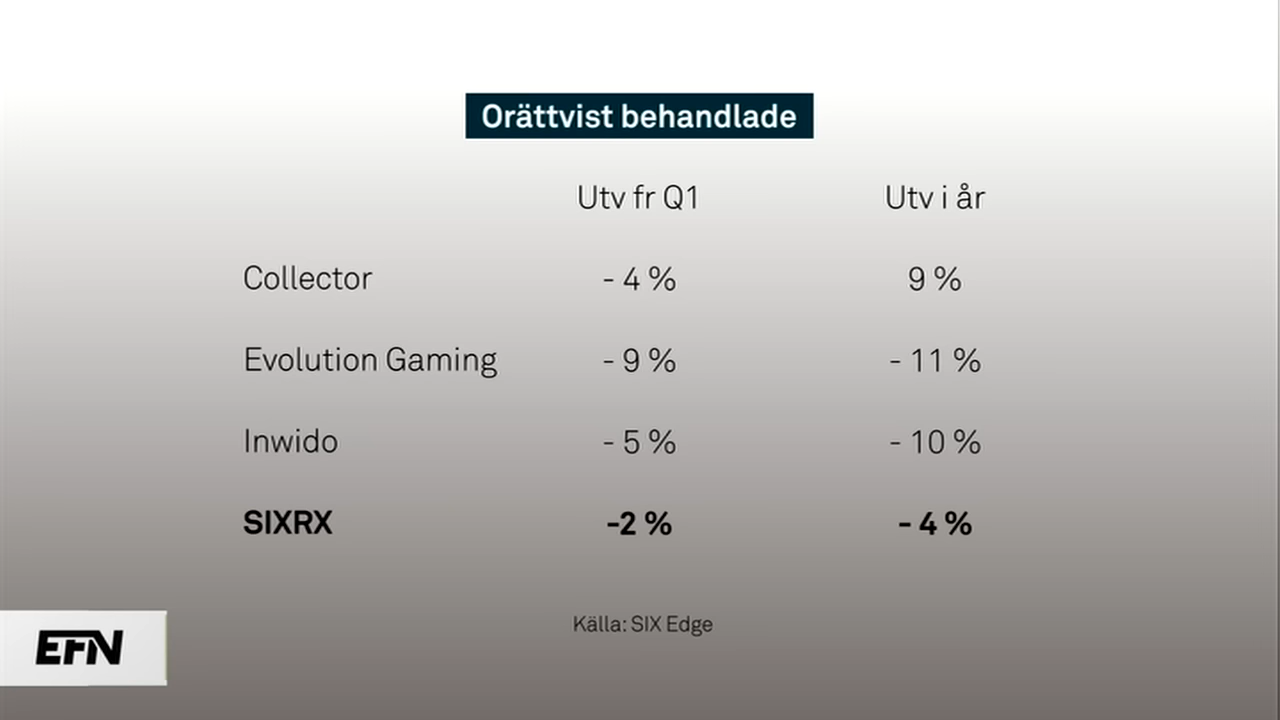 Orättvist behandlade
Utv fr Q1 Utv i år
Collector - 4 % 9 %
Evolution Gaming - 9 % - 11 %
Inwido - 5 % - 10 %
SIXRX -2 % - 4 %
Källa: SIX Edge
EFN